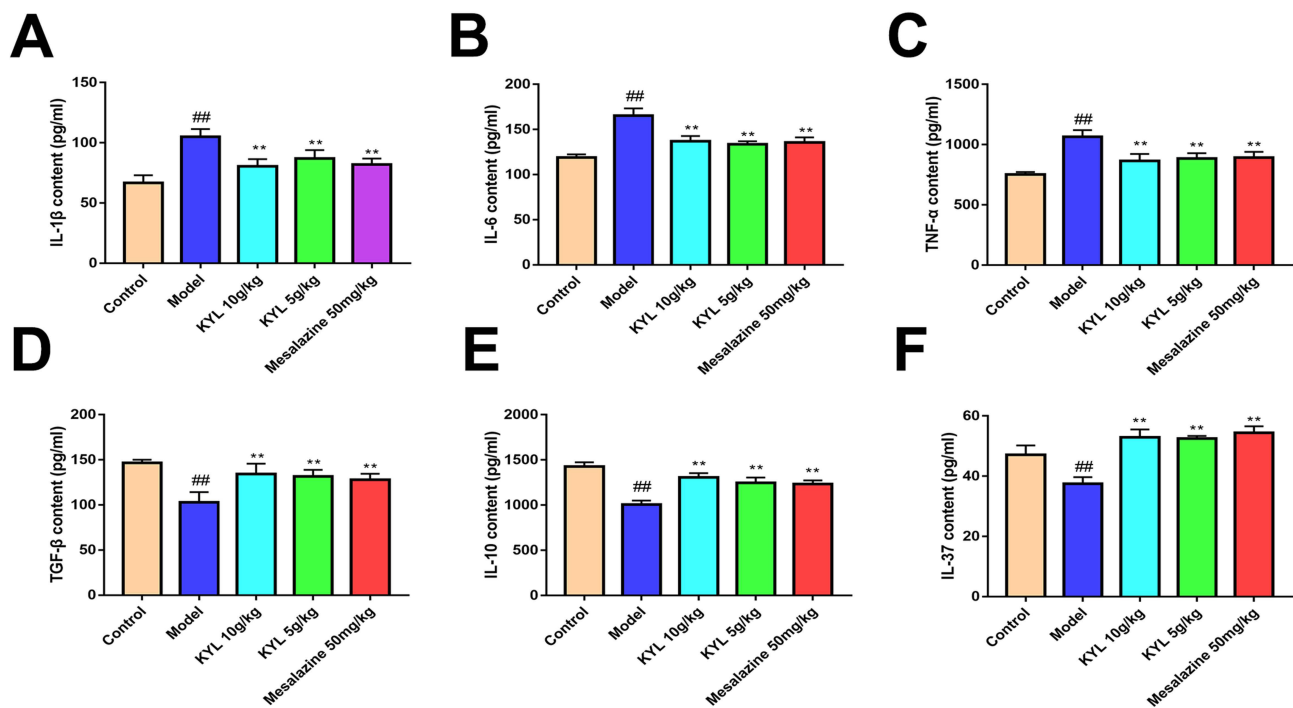 A
IL-1β content (pg/ml)
150
100
50
0
##
**
**
**
Control
Model
KYL 10g/kg
KYL 5g/kg
Mesalazine 50mg/kg
B
IL-6 content (pg/ml)
200
150
100
50
0
##
**
**
**
Control
Model
KYL 10g/kg
KYL 5g/kg
Mesalazine 50mg/kg
C
TNF-α content (pg/ml)
1500
1000
500
0
##
**
**
**
Control
Model
KYL 10g/kg
KYL 5g/kg
Mesalazine 50mg/kg
D
TGF-β content (pg/ml)
200
150
100
50
0
##
**
**
**
Control
Model
KYL 10g/kg
KYL 5g/kg
Mesalazine 50mg/kg
E
IL-10 content (pg/ml)
2000
1500
1000
500
0
##
**
**
**
Control
Model
KYL 10g/kg
KYL 5g/kg
Mesalazine 50mg/kg
F
IL-37 content (pg/ml)
60
40
20
0
##
**
**
**
Control
Model
KYL 10g/kg
KYL 5g/kg
Mesalazine 50mg/kg